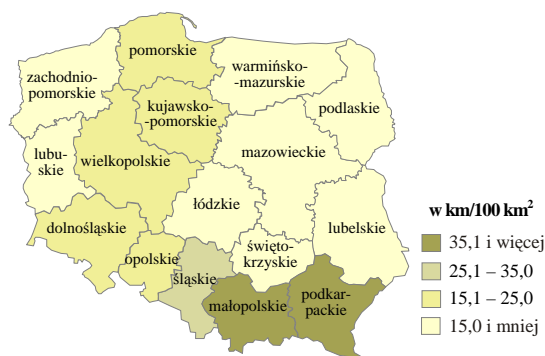 pomorskie
zachodnio-
pomorskie
warmińsko-
-mazurskie
podlaskie
kujawsko-
-pomorskie
lubu-
skie
wielkopolskie
mazowieckie
łódzkie
dolnośląskie
lubelskie
opolskie
śląskie
święto-
krzyskie
małopolskie
podkar-
packie
w km/100 km²
35,1 i więcej
25,1 – 35,0
15,1 – 25,0
15,0 i mniej